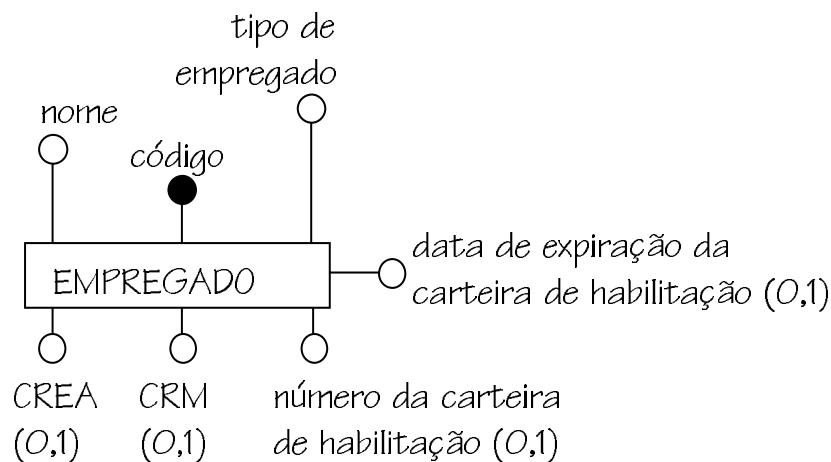 tipo de
empregado
nome
código
data de expiração da
carteira de habilitação (0,1)
EMPREGADO
CREA
(0,1)
CRM
(0,1)
número da carteira
de habilitação (0,1)